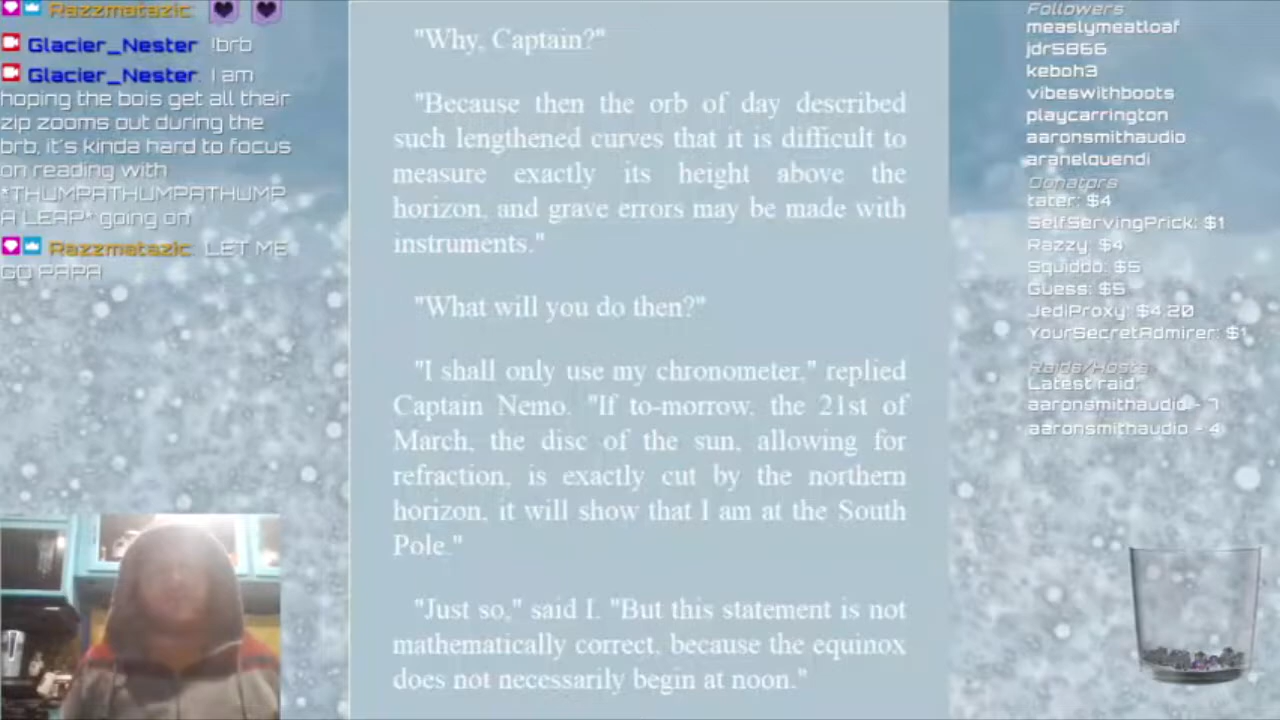 Razzmatazic:
Glacier_Nester: !brb
Glacier_Nester: I am
hoping the bois get all their
zip zooms out during the
brb, it's kinda hard to focus
on reading with
*THUMPATHUMPATHUMP
A LEAP* going on
Razzmatazic: LET ME
GO PAPA
"Why, Captain?"
"Because then the orb of day described
such lengthened curves that it is difficult to
measure exactly its height above the
horizon, and grave errors may be made with
instruments."
"What will you do then?"
"I shall only use my chronometer," replied
Captain Nemo. "If to-morrow, the 21st of
March, the disc of the sun, allowing for
refraction, is exactly cut by the northern
horizon, it will show that I am at the South
Pole."
"Just so," said I. "But this statement is not
mathematically correct, because the equinox
does not necessarily begin at noon."
Followers
measlymeatloaf
jdr5866
keboh3
vibeswithboots
playcarrington
aaronsmithaudio
aranelquendi
Donators
tater: $4
SelfServingPrick: $1
Razzy: $4
Squidoo: $5
Guess: $5
JediProxy: $4.20
YourSecretAdmirer: $1
Raids/Hosts
Latest raid:
aaronsmithaudio - 7
aaronsmithaudio - 4